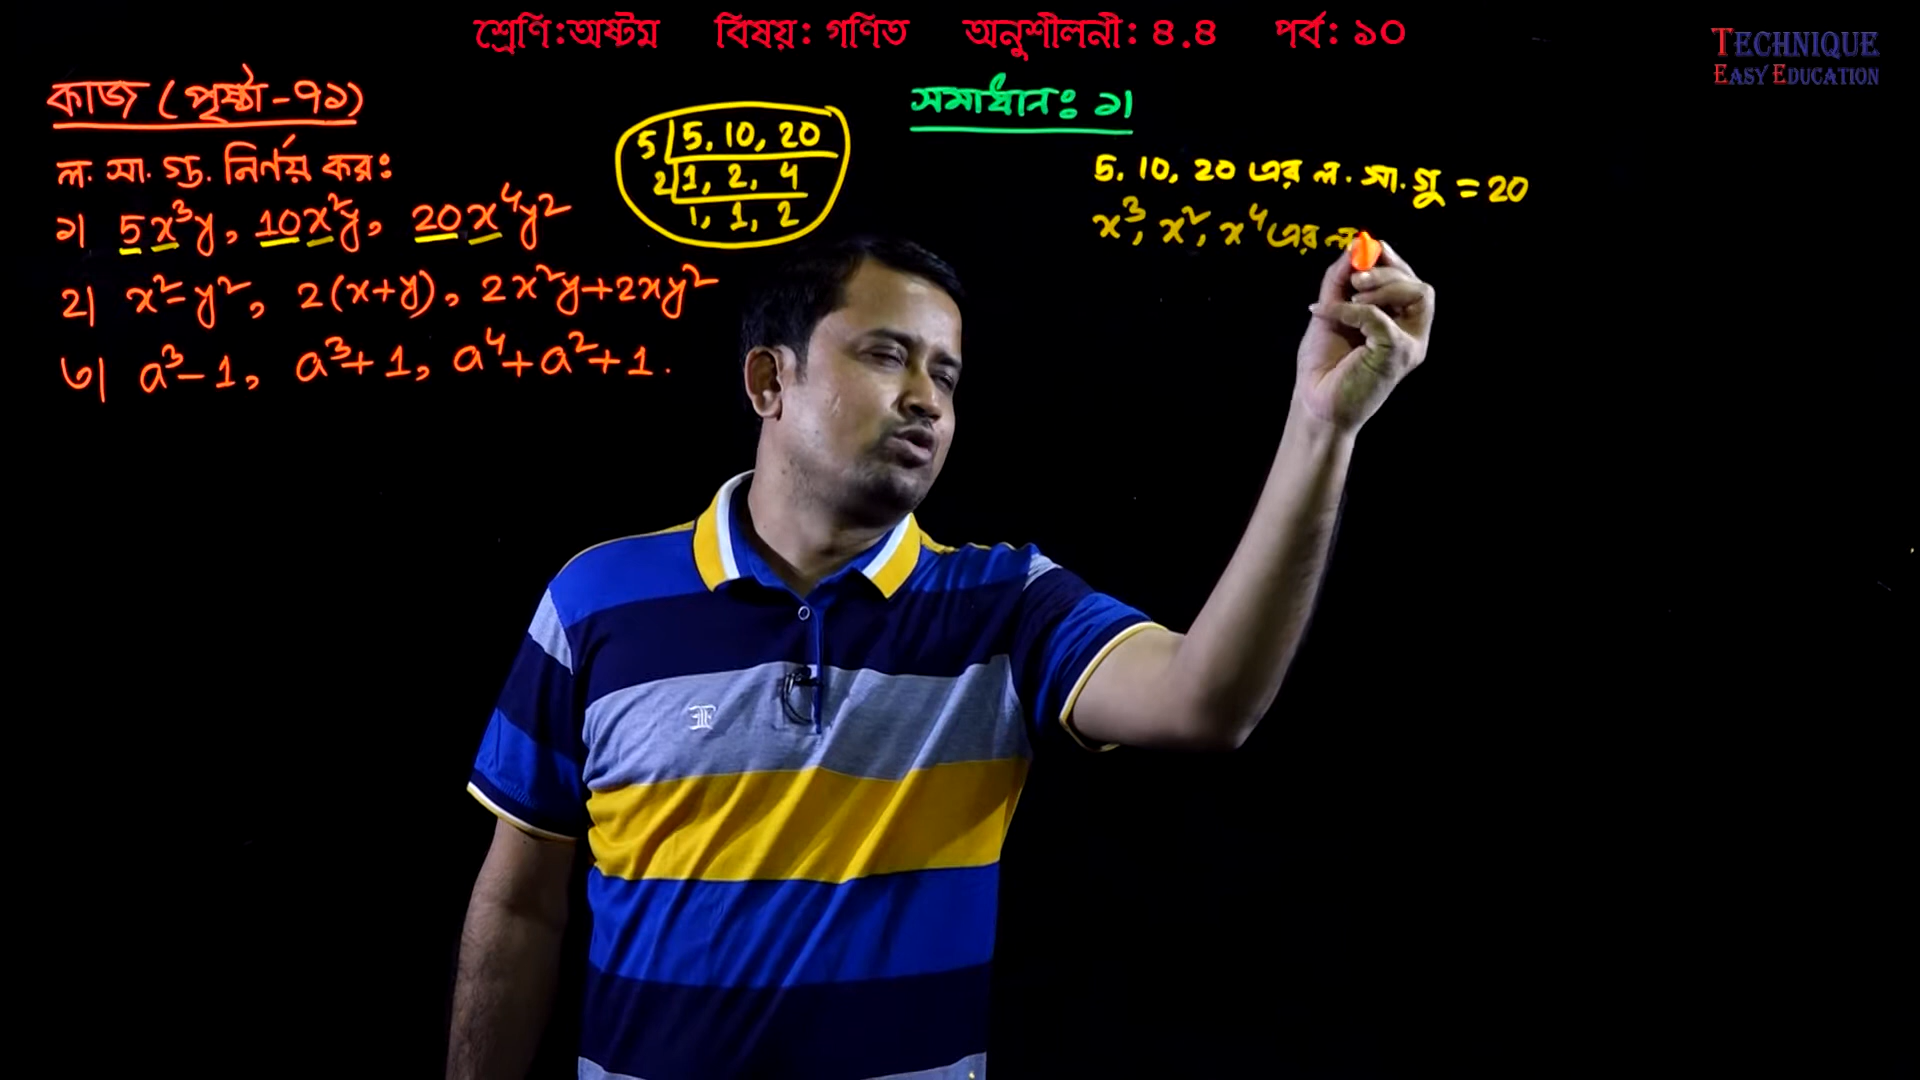 শ্রেণি:অষ্টম বিষয়: গণিত অনুশীলনী: ৪.৪ পর্ব: ১০
TECHNIQUE
EASY EDUCATION
কাজ (পৃষ্ঠা-৭১)
ল. সা. গু. নির্ণয় কর:
১। 5x³y, 10x²y, 20x⁴y²
2। x²-y², 2(x+y), 2x²y+2xy²
৩। a³-1, a³+1, a⁴+a²+1.
5 | 5, 10, 20
2 | 1, 2, 4
1, 1, 2
সমাধানঃ ১।
5, 10, 20 এর ল. সা. গু = 20
x³, x², x⁴ এর ল